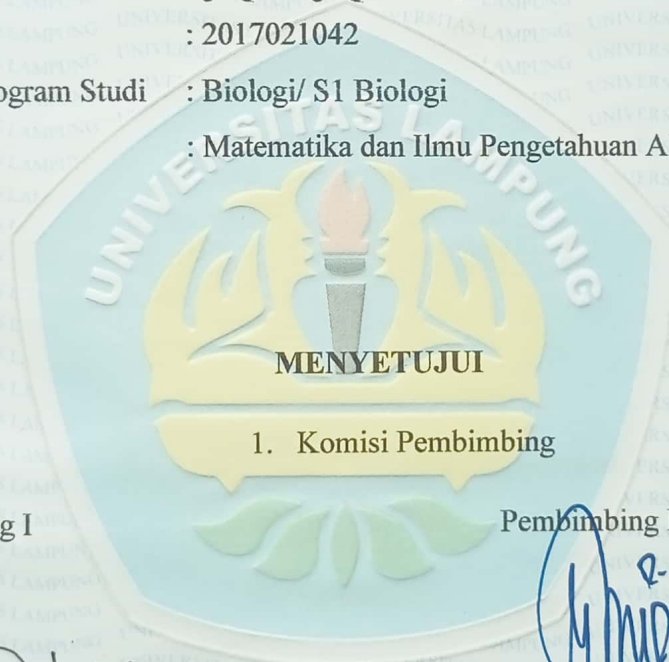 : 2017021042
ogram Studi : Biologi/ S1 Biologi
: Matematika dan Ilmu Pengetahuan A
UNIVERSITAS LAMPUNG
MENYETUJUI
1. Komisi Pembimbing
g I Pembimbing